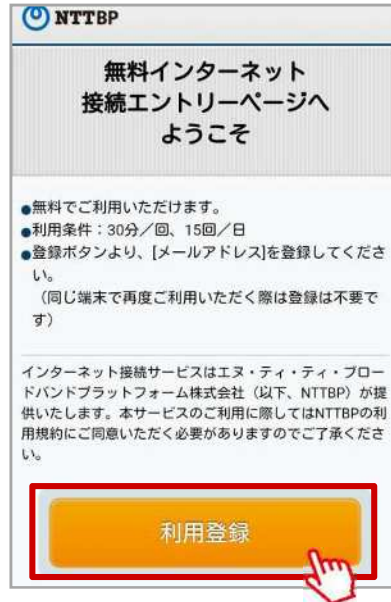 NTTBP
無料インターネット
接続エントリーページへ
ようこそ
●無料でご利用いただけます。
●利用条件：30分／回、15回／日
●登録ボタンより、[メールアドレス]を登録してくださ
い。
（同じ端末で再度ご利用いただく際は登録は不要で
す）
インターネット接続サービスはエヌ・ティ・ティ・ブロー
ドバンドプラットフォーム株式会社（以下、NTTBP）が提
供いたします。本サービスのご利用に際してはNTTBPの利
用規約にご同意いただく必要がありますのでご了承くださ
い。
利用登録